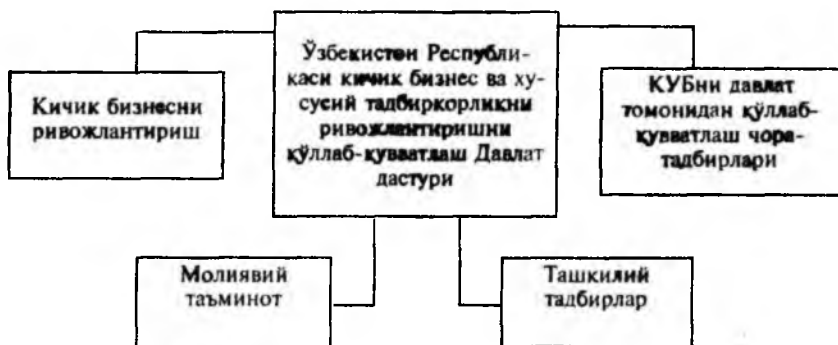 Кичик бизнесни
ривожлантириш
Ўзбекистон Республи-
каси кичик бизнес ва ху-
сусий тадбиркорликни
ривожлантиришни
қўллаб-қувватлаш Давлат
дастури
КУБни давлат
томонидан қўллаб-
қувватлаш чора-
тадбирлари
Молиявий
таъминот
Ташкилий
тадбирлар